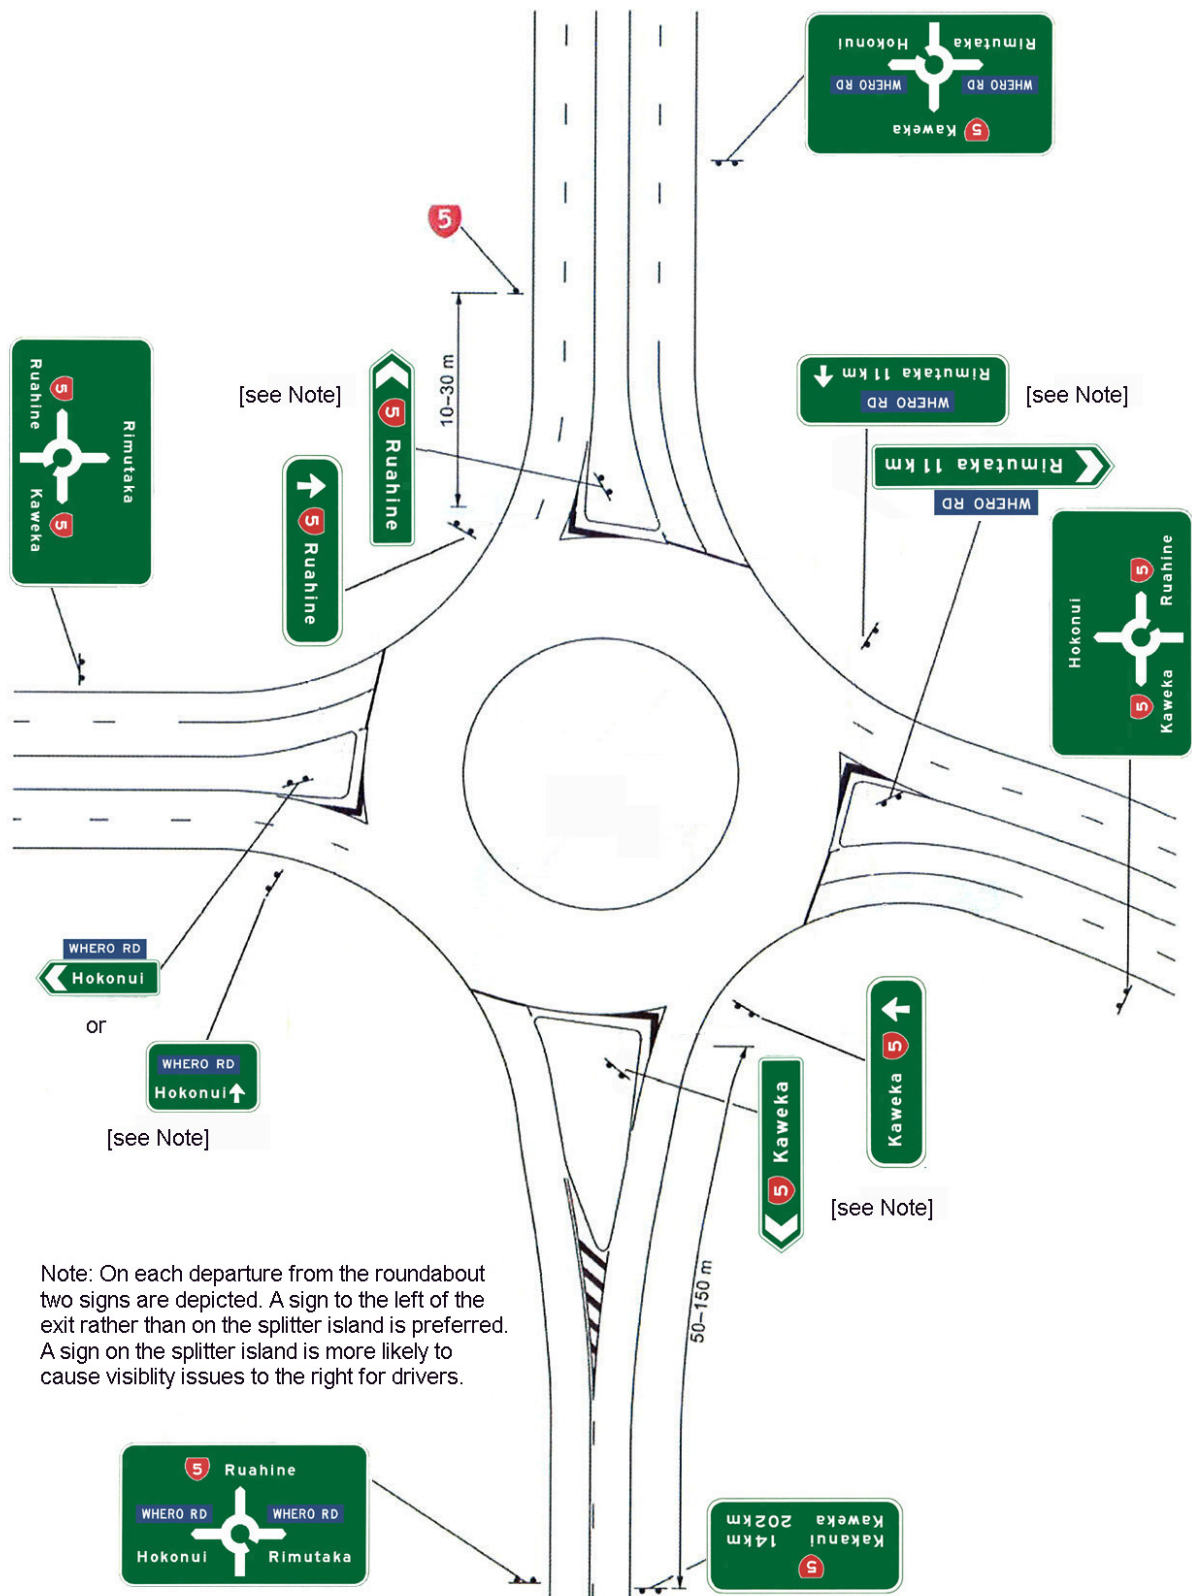 Kaweka 5
WHERO RD
WHERO RD
Rimutaka
Hokonui
5
10–30 m
[see Note]
5 Ruahine
5 Ruahine
Rimutaka
Ruahine 5
Kaweka 5
WHERO RD
Rimutaka 11km
[see Note]
WHERO RD
Rimutaka 11km
Hokonui
5 Ruahine
5 Kaweka
WHERO RD
Hokonui
or
WHERO RD
Hokonui
[see Note]
Kaweka 5
5 Kaweka
[see Note]
50–150 m
Note: On each departure from the roundabout
two signs are depicted. A sign to the left of the
exit rather than on the splitter island is preferred.
A sign on the splitter island is more likely to
cause visiblity issues to the right for drivers.
5 Ruahine
WHERO RD WHERO RD
Hokonui Rimutaka
5
Kakanui 14km
Kaweka 202km